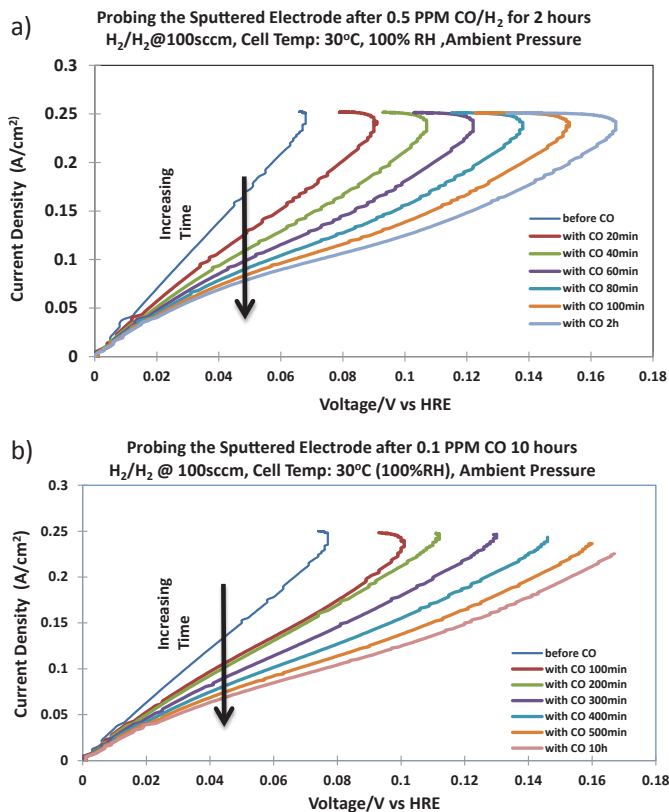 a)
Probing the Sputtered Electrode after 0.5 PPM CO/H₂ for 2 hours
H₂/H₂@100sccm, Cell Temp: 30°C, 100% RH ,Ambient Pressure
0.3
0.25
0.2
0.15
0.1
0.05
0
Current Density (A/cm²)
Increasing
Time
before CO
with CO 20min
with CO 40min
with CO 60min
with CO 80min
with CO 100min
with CO 2h
0 0.02 0.04 0.06 0.08 0.1 0.12 0.14 0.16 0.18
Voltage/V vs HRE
b)
Probing the Sputtered Electrode after 0.1 PPM CO 10 hours
H₂/H₂ @ 100sccm, Cell Temp: 30°C (100%RH), Ambient Pressure
0.3
0.25
0.2
0.15
0.1
0.05
0
Current Density (A/cm²)
Increasing
Time
before CO
with CO 100min
with CO 200min
with CO 300min
with CO 400min
with CO 500min
with CO 10h
0 0.02 0.04 0.06 0.08 0.1 0.12 0.14 0.16 0.18
Voltage/V vs HRE